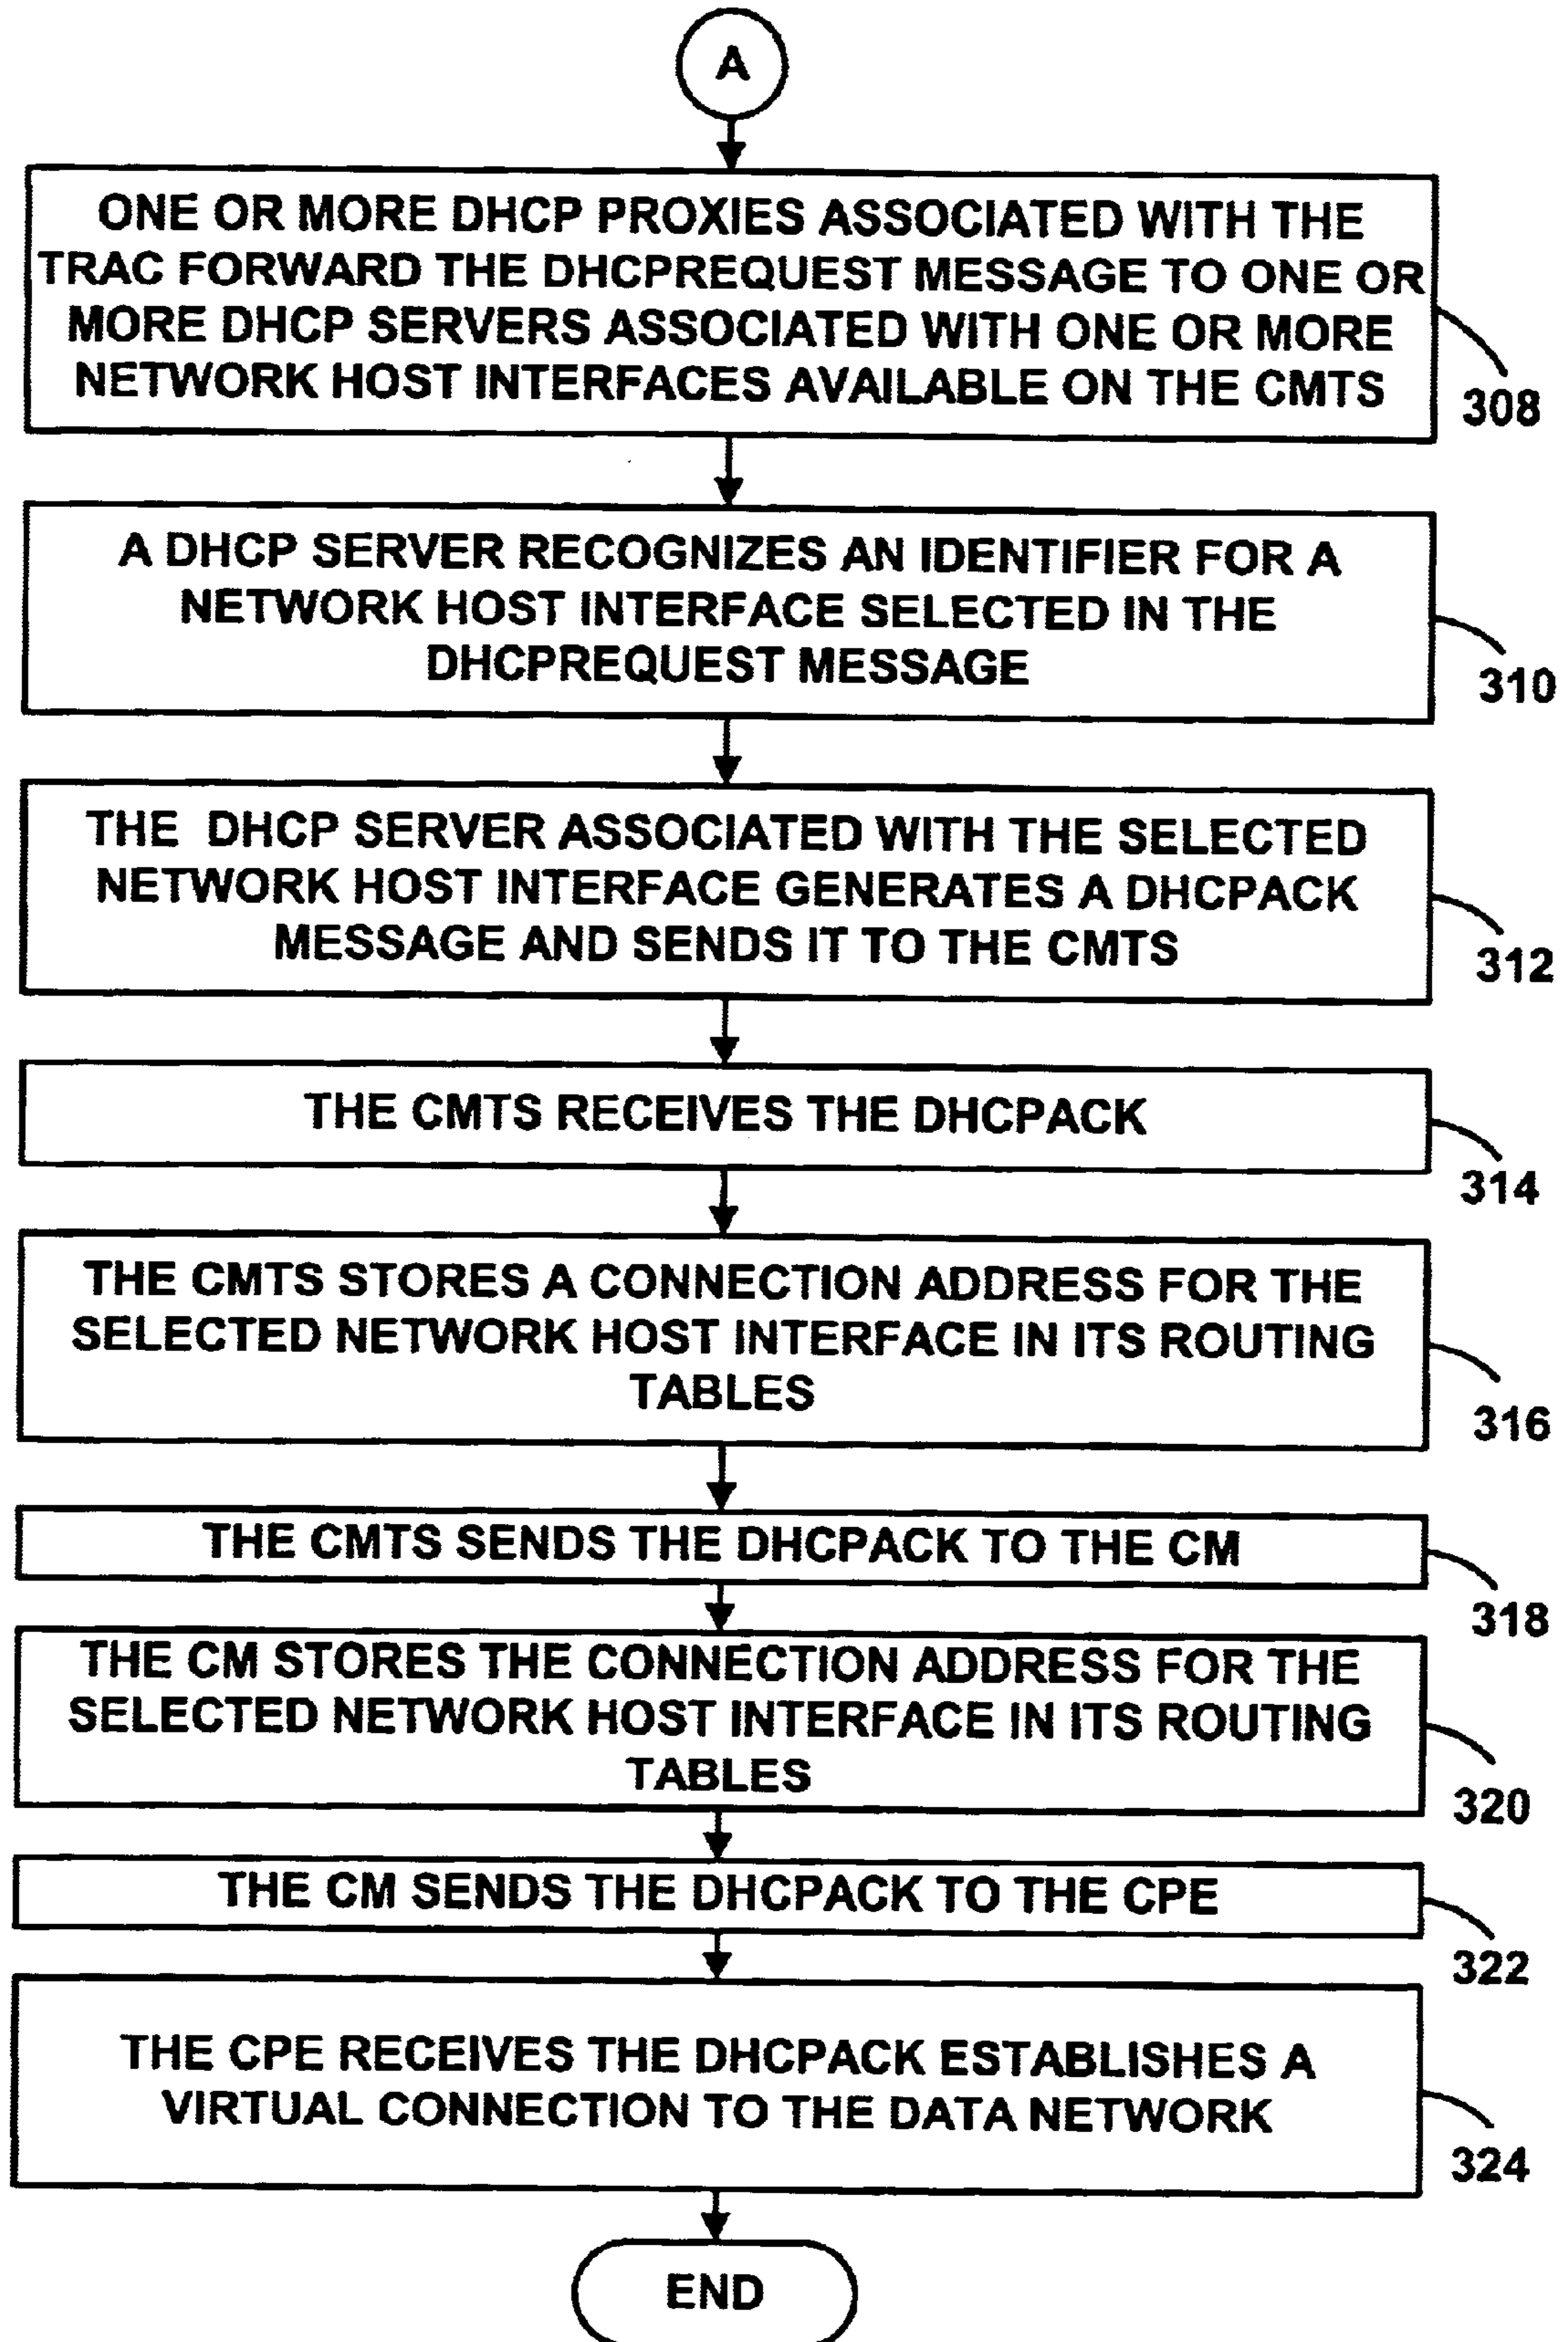 A
ONE OR MORE DHCP PROXIES ASSOCIATED WITH THE
TRAC FORWARD THE DHCPREQUEST MESSAGE TO ONE OR
MORE DHCP SERVERS ASSOCIATED WITH ONE OR MORE
NETWORK HOST INTERFACES AVAILABLE ON THE CMTS
308
A DHCP SERVER RECOGNIZES AN IDENTIFIER FOR A
NETWORK HOST INTERFACE SELECTED IN THE
DHCPREQUEST MESSAGE
310
THE DHCP SERVER ASSOCIATED WITH THE SELECTED
NETWORK HOST INTERFACE GENERATES A DHCPACK
MESSAGE AND SENDS IT TO THE CMTS
312
THE CMTS RECEIVES THE DHCPACK
314
THE CMTS STORES A CONNECTION ADDRESS FOR THE
SELECTED NETWORK HOST INTERFACE IN ITS ROUTING
TABLES
316
THE CMTS SENDS THE DHCPACK TO THE CM
318
THE CM STORES THE CONNECTION ADDRESS FOR THE
SELECTED NETWORK HOST INTERFACE IN ITS ROUTING
TABLES
320
THE CM SENDS THE DHCPACK TO THE CPE
322
THE CPE RECEIVES THE DHCPACK ESTABLISHES A
VIRTUAL CONNECTION TO THE DATA NETWORK
324
END